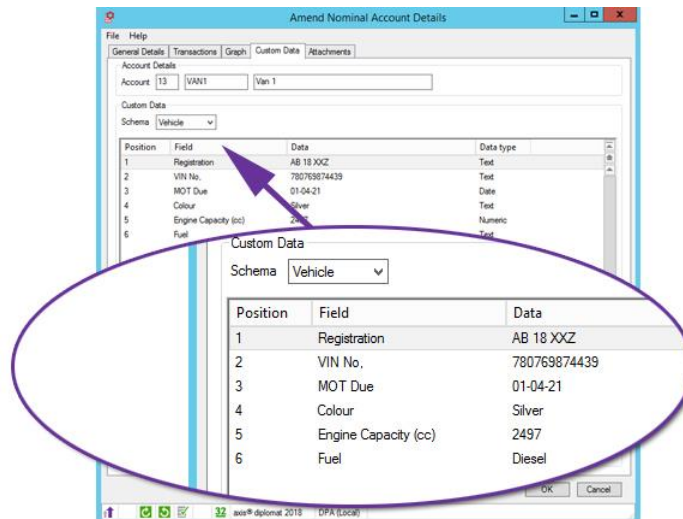 Amend Nominal Account Details
File Help
General Details Transactions Graph Custom Data Attachments
Account Details
Account 13 VAN1 Van 1
Custom Data
Schema Vehicle
Position Field Data Data type
1 Registration AB 18 XXZ Text
2 VIN No, 780769874439 Text
3 MOT Due 01-04-21 Date
4 Colour Silver Text
5 Engine Capacity (cc) 2497 Numeric
6 Fuel Text
Custom Data
Schema Vehicle
Position Field Data
1 Registration AB 18 XXZ
2 VIN No, 780769874439
3 MOT Due 01-04-21
4 Colour Silver
5 Engine Capacity (cc) 2497
6 Fuel Diesel
OK Cancel
32 axis® diplomat 2018 DPA (Local)